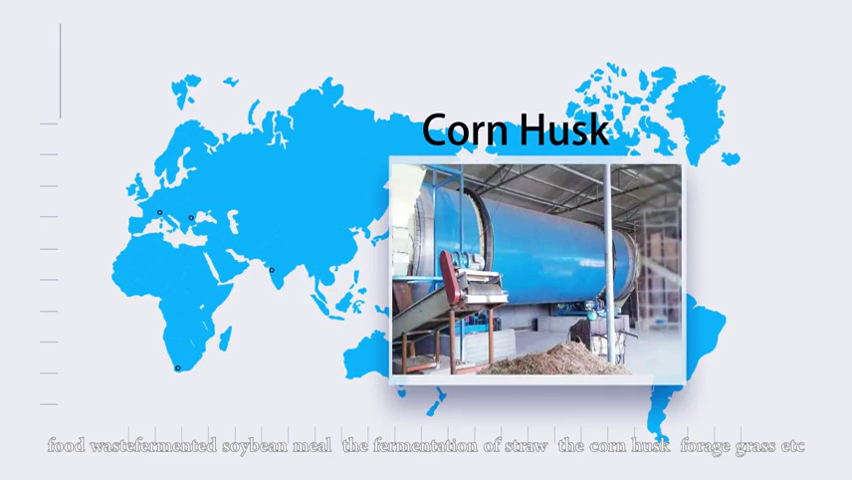 Corn Husk
food wastefermented soybean meal the fermentation of straw the corn husk forage grass etc